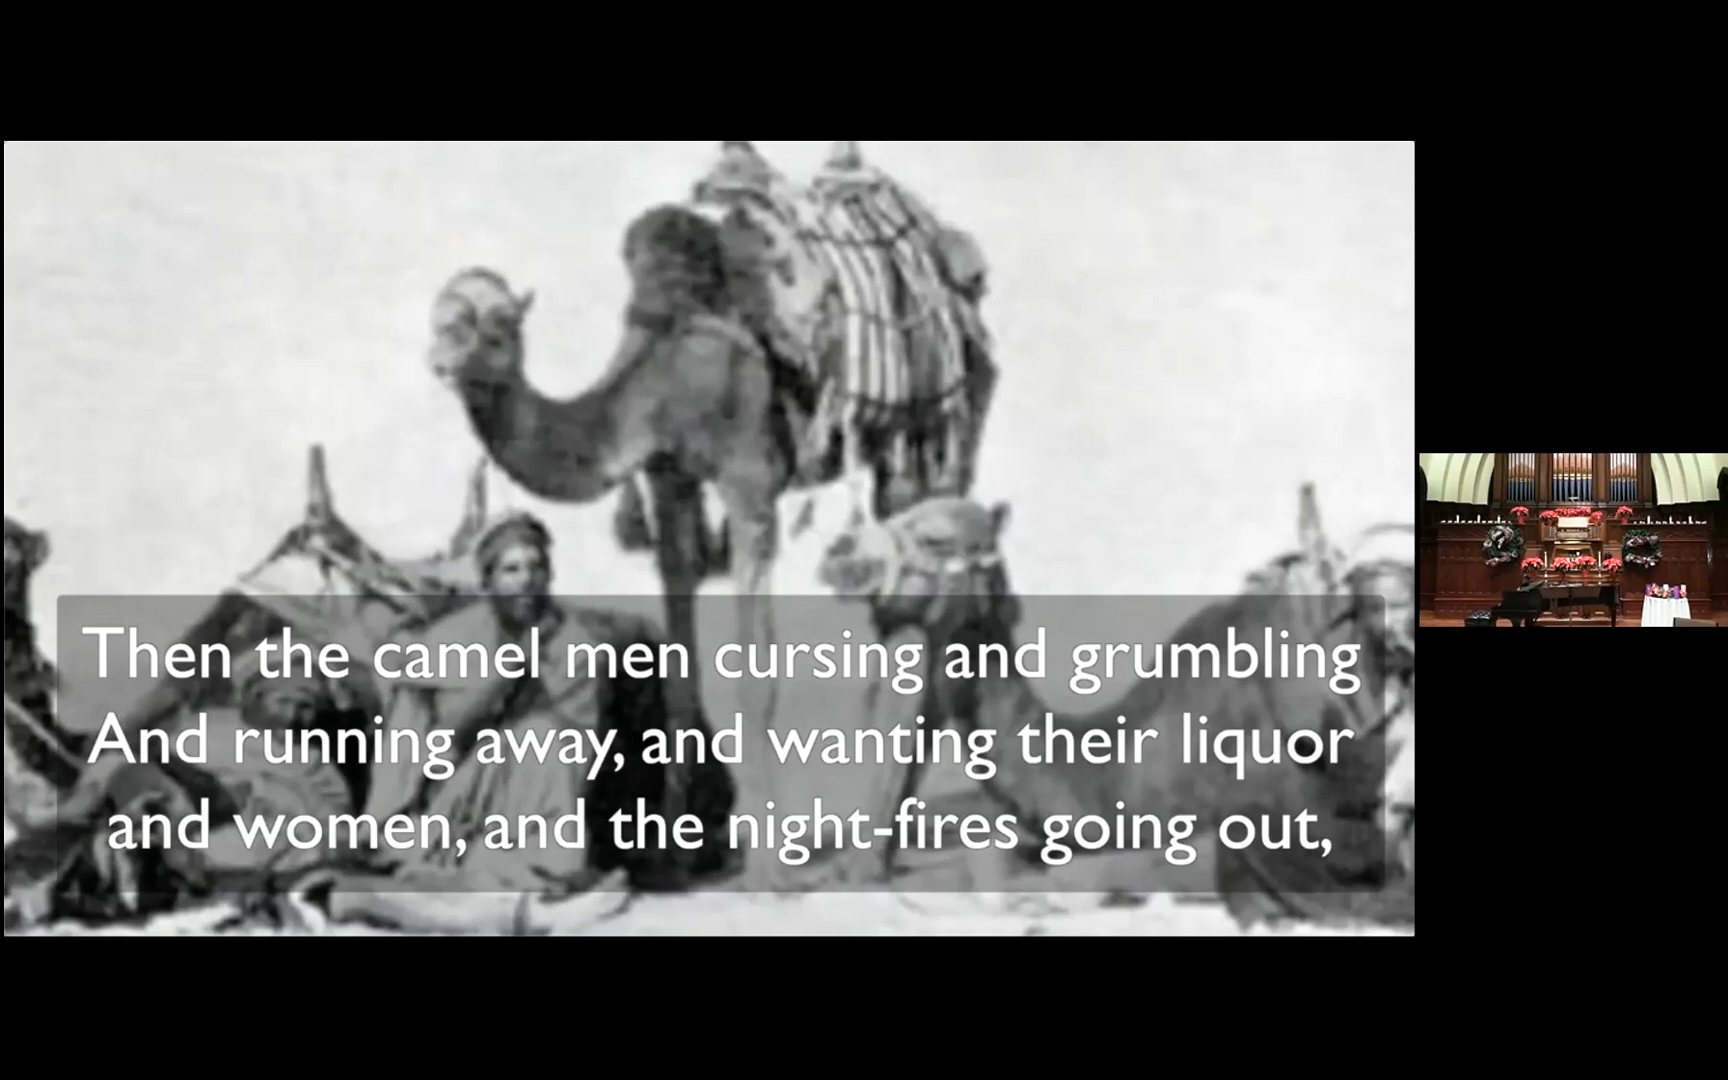 Then the camel men cursing and grumbling
And running away, and wanting their liquor
and women, and the night-fires going out,